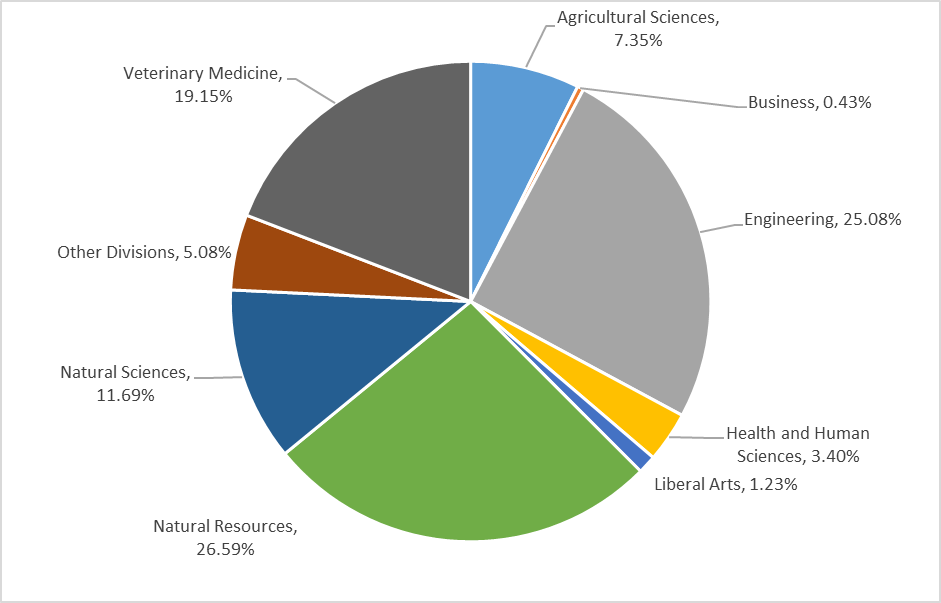 Agricultural Sciences,
7.35%
Business, 0.43%
Engineering, 25.08%
Health and Human
Sciences, 3.40%
Liberal Arts, 1.23%
Natural Resources,
26.59%
Natural Sciences,
11.69%
Other Divisions, 5.08%
Veterinary Medicine,
19.15%